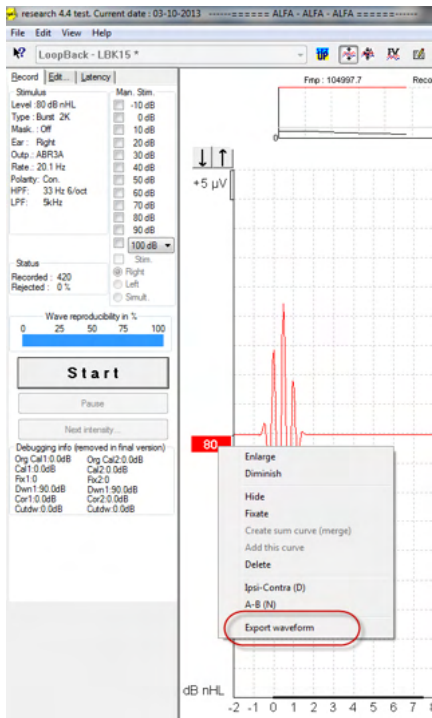 research 4.4 test. Current date : 03-10-2013 ------====== ALFA - ALFA - ALFA ======------
File Edit View Help
LoopBack - LBK15 *
UP
Record Edit... Latency
Stimulus
Level :80 dB nHL
Type : Burst 2K
Mask. : Off
Ear : Right
Outp.: ABR3A
Rate.: 20.1 Hz
Polarity: Con.
HPF: 33 Hz 6/oct
LPF: 5kHz
Man. Stim.
-10 dB
0 dB
10 dB
20 dB
30 dB
40 dB
50 dB
60 dB
70 dB
80 dB
90 dB
100 dB
Stim.
Right
Left
Simult.
Status
Recorded : 420
Rejected : 0 %
Wave reproducibility in %
0 25 50 75 100
Start
Pause
Next intensity...
Debugging info (removed in final version)
Org Cal1:0.0dB Org Cal2:0.0dB
Cal1:0.0dB Cal2:0.0dB
Rx1:0 Rx2:0
Dwn1:90.0dB Dwn1:90.0dB
Cor1:0.0dB Cor2:0.0dB
Cutdw:0.0dB Cutdw:0.0dB
Fmp : 104997.7 Reco
0
+5 µV
80
Enlarge
Diminish
Hide
Fixate
Create sum curve (merge)
Add this curve
Delete
Ipsi-Contra (D)
A-B (N)
Export waveform
dB nHL
-2 -1 0 1 2 3 4 5 6 7 8